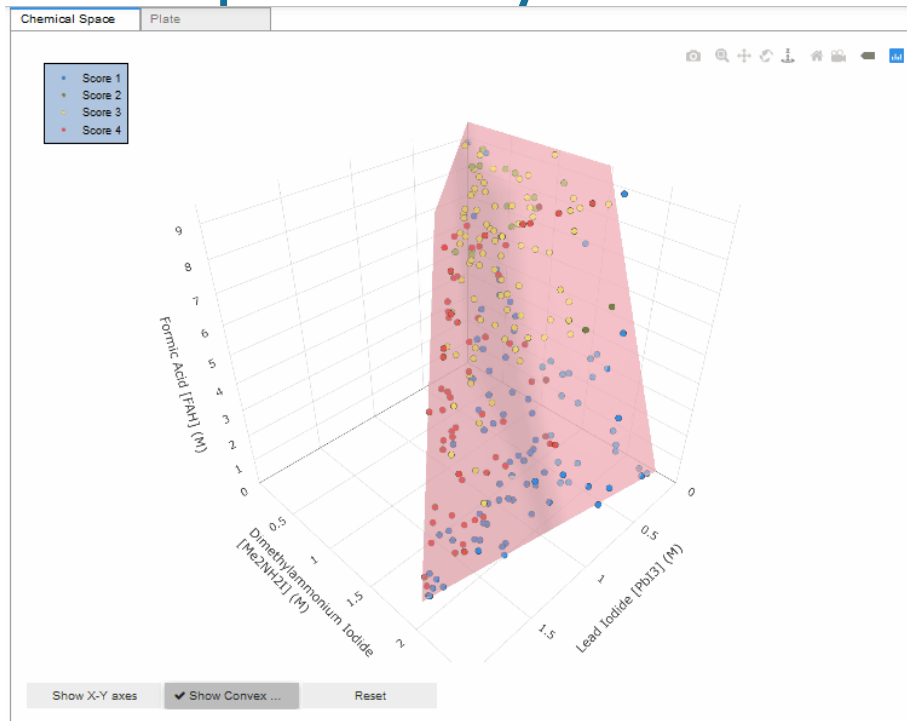 Chemical Space
Plate
Score 1
Score 2
Score 3
Score 4
9
8
7
6
5
4
3
2
1
0
Formic Acid [FAH] (M)
0.5
1
1.5
2
Dimethylammonium Iodide
[Me2NH2I] (M)
0
0.5
1
1.5
Lead Iodide [PbI3] (M)
Show X-Y axes
✔ Show Convex ...
Reset